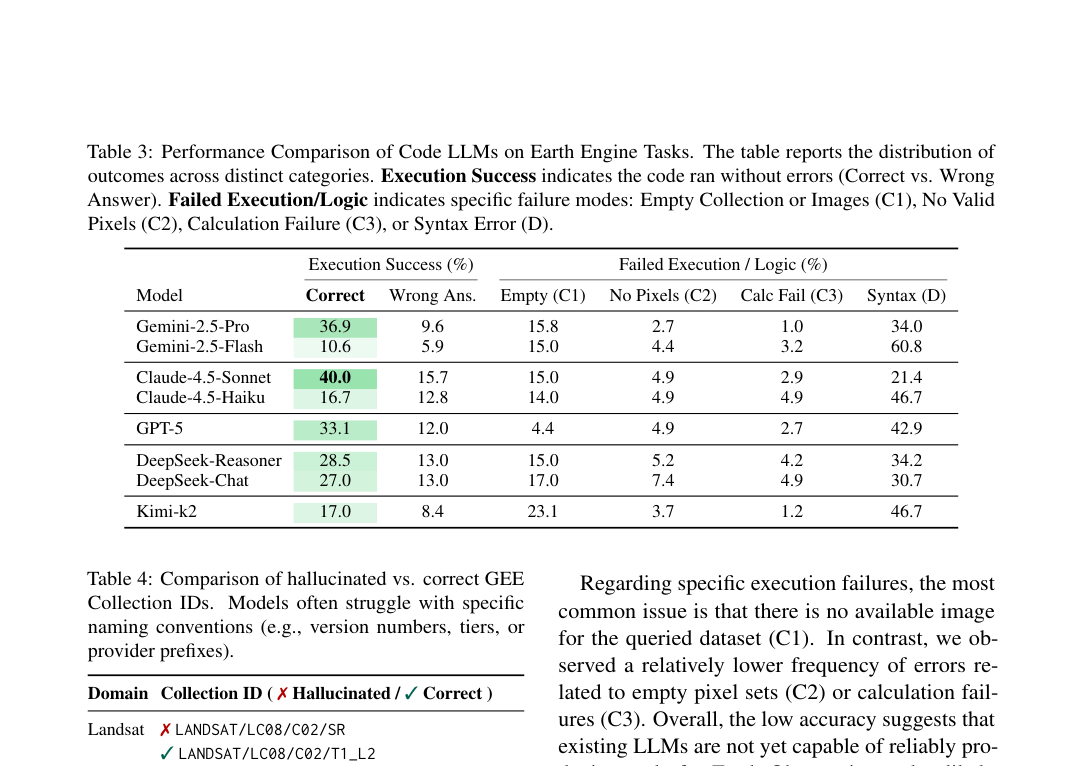 Table 3: Performance Comparison of Code LLMs on Earth Engine Tasks. The table reports the distribution of
outcomes across distinct categories. Execution Success indicates the code ran without errors (Correct vs. Wrong
Answer). Failed Execution/Logic indicates specific failure modes: Empty Collection or Images (C1), No Valid
Pixels (C2), Calculation Failure (C3), or Syntax Error (D).
Execution Success (%) Failed Execution / Logic (%)
Model Correct Wrong Ans. Empty (C1) No Pixels (C2) Calc Fail (C3) Syntax (D)
Gemini-2.5-Pro 36.9 9.6 15.8 2.7 1.0 34.0
Gemini-2.5-Flash 10.6 5.9 15.0 4.4 3.2 60.8
Claude-4.5-Sonnet 40.0 15.7 15.0 4.9 2.9 21.4
Claude-4.5-Haiku 16.7 12.8 14.0 4.9 4.9 46.7
GPT-5 33.1 12.0 4.4 4.9 2.7 42.9
DeepSeek-Reasoner 28.5 13.0 15.0 5.2 4.2 34.2
DeepSeek-Chat 27.0 13.0 17.0 7.4 4.9 30.7
Kimi-k2 17.0 8.4 23.1 3.7 1.2 46.7
Table 4: Comparison of hallucinated vs. correct GEE
Collection IDs. Models often struggle with specific
naming conventions (e.g., version numbers, tiers, or
provider prefixes).
Domain Collection ID ( ✗ Hallucinated / ✓ Correct )
Landsat ✗ LANDSAT/LC08/C02/SR
✓ LANDSAT/LC08/C02/T1_L2
Regarding specific execution failures, the most
common issue is that there is no available image
for the queried dataset (C1). In contrast, we ob-
served a relatively lower frequency of errors re-
lated to empty pixel sets (C2) or calculation fail-
ures (C3). Overall, the low accuracy suggests that
existing LLMs are not yet capable of reliably pro-